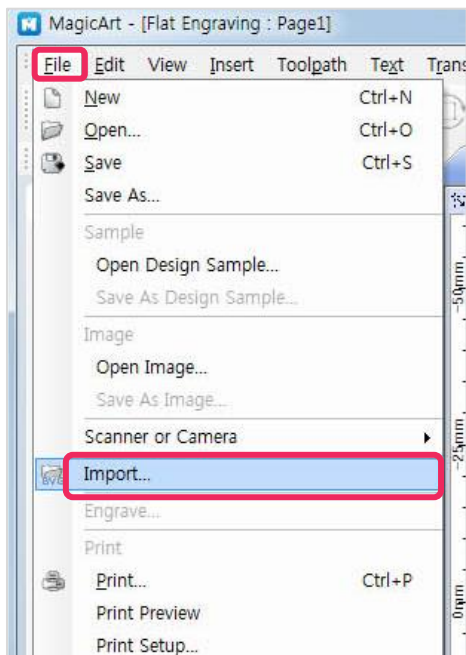 MagicArt - [Flat Engraving : Page1]
File Edit View Insert Toolpath Text Trans
New Ctrl+N
Open... Ctrl+O
Save Ctrl+S
Save As...
Sample
Open Design Sample...
Save As Design Sample...
Image
Open Image...
Save As Image...
Scanner or Camera
Import...
Engrave...
Print
Print... Ctrl+P
Print Preview
Print Setup...
-50mm
-25mm
0mm